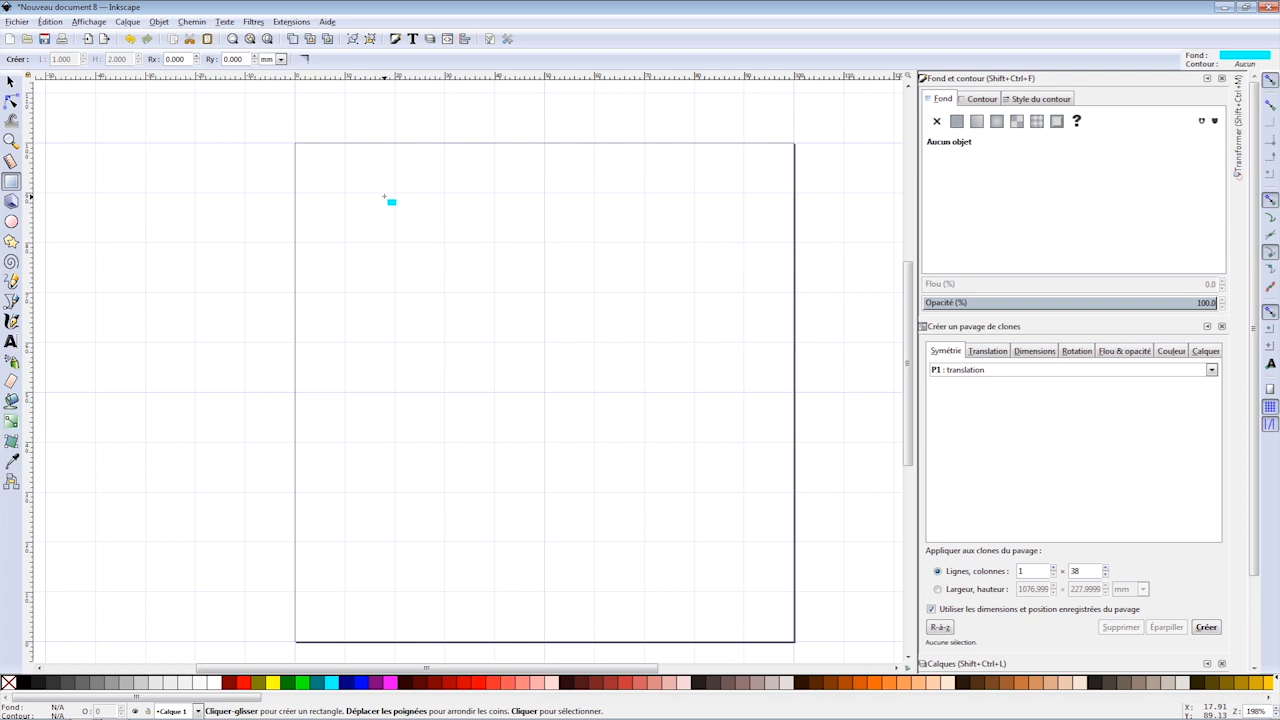 *Nouveau document 8 — Inkscape
Fichier Édition Affichage Calque Objet Chemin Texte Filtres Extensions Aide
Créer : L: 1.000 H: 2.000 Rx: 0.000 Ry: 0.000 mm
Fond :
Contour : Aucun
Fond et contour (Shift+Ctrl+F)
Transformer (Shift+Ctrl+M)
Fond Contour Style du contour
Aucun objet
Flou (%) 0.0
Opacité (%) 100.0
Créer un pavage de clones
Symétrie Translation Dimensions Rotation Flou & opacité Couleur Calquer
P1 : translation
Appliquer aux clones du pavage :
Lignes, colonnes : 1 × 38
Largeur, hauteur : 1076.999 × 227.9999 mm
Utiliser les dimensions et position enregistrées du pavage
R-à-z Supprimer Éparpiller Créer
Aucune sélection.
Calques (Shift+Ctrl+L)
Fond : N/A
Contour : N/A
O: 0
•Calque 1
Cliquer-glisser pour créer un rectangle. Déplacer les poignées pour arrondir les coins. Cliquer pour sélectionner.
X: 17.91
Y: 89.13
Z: 198%